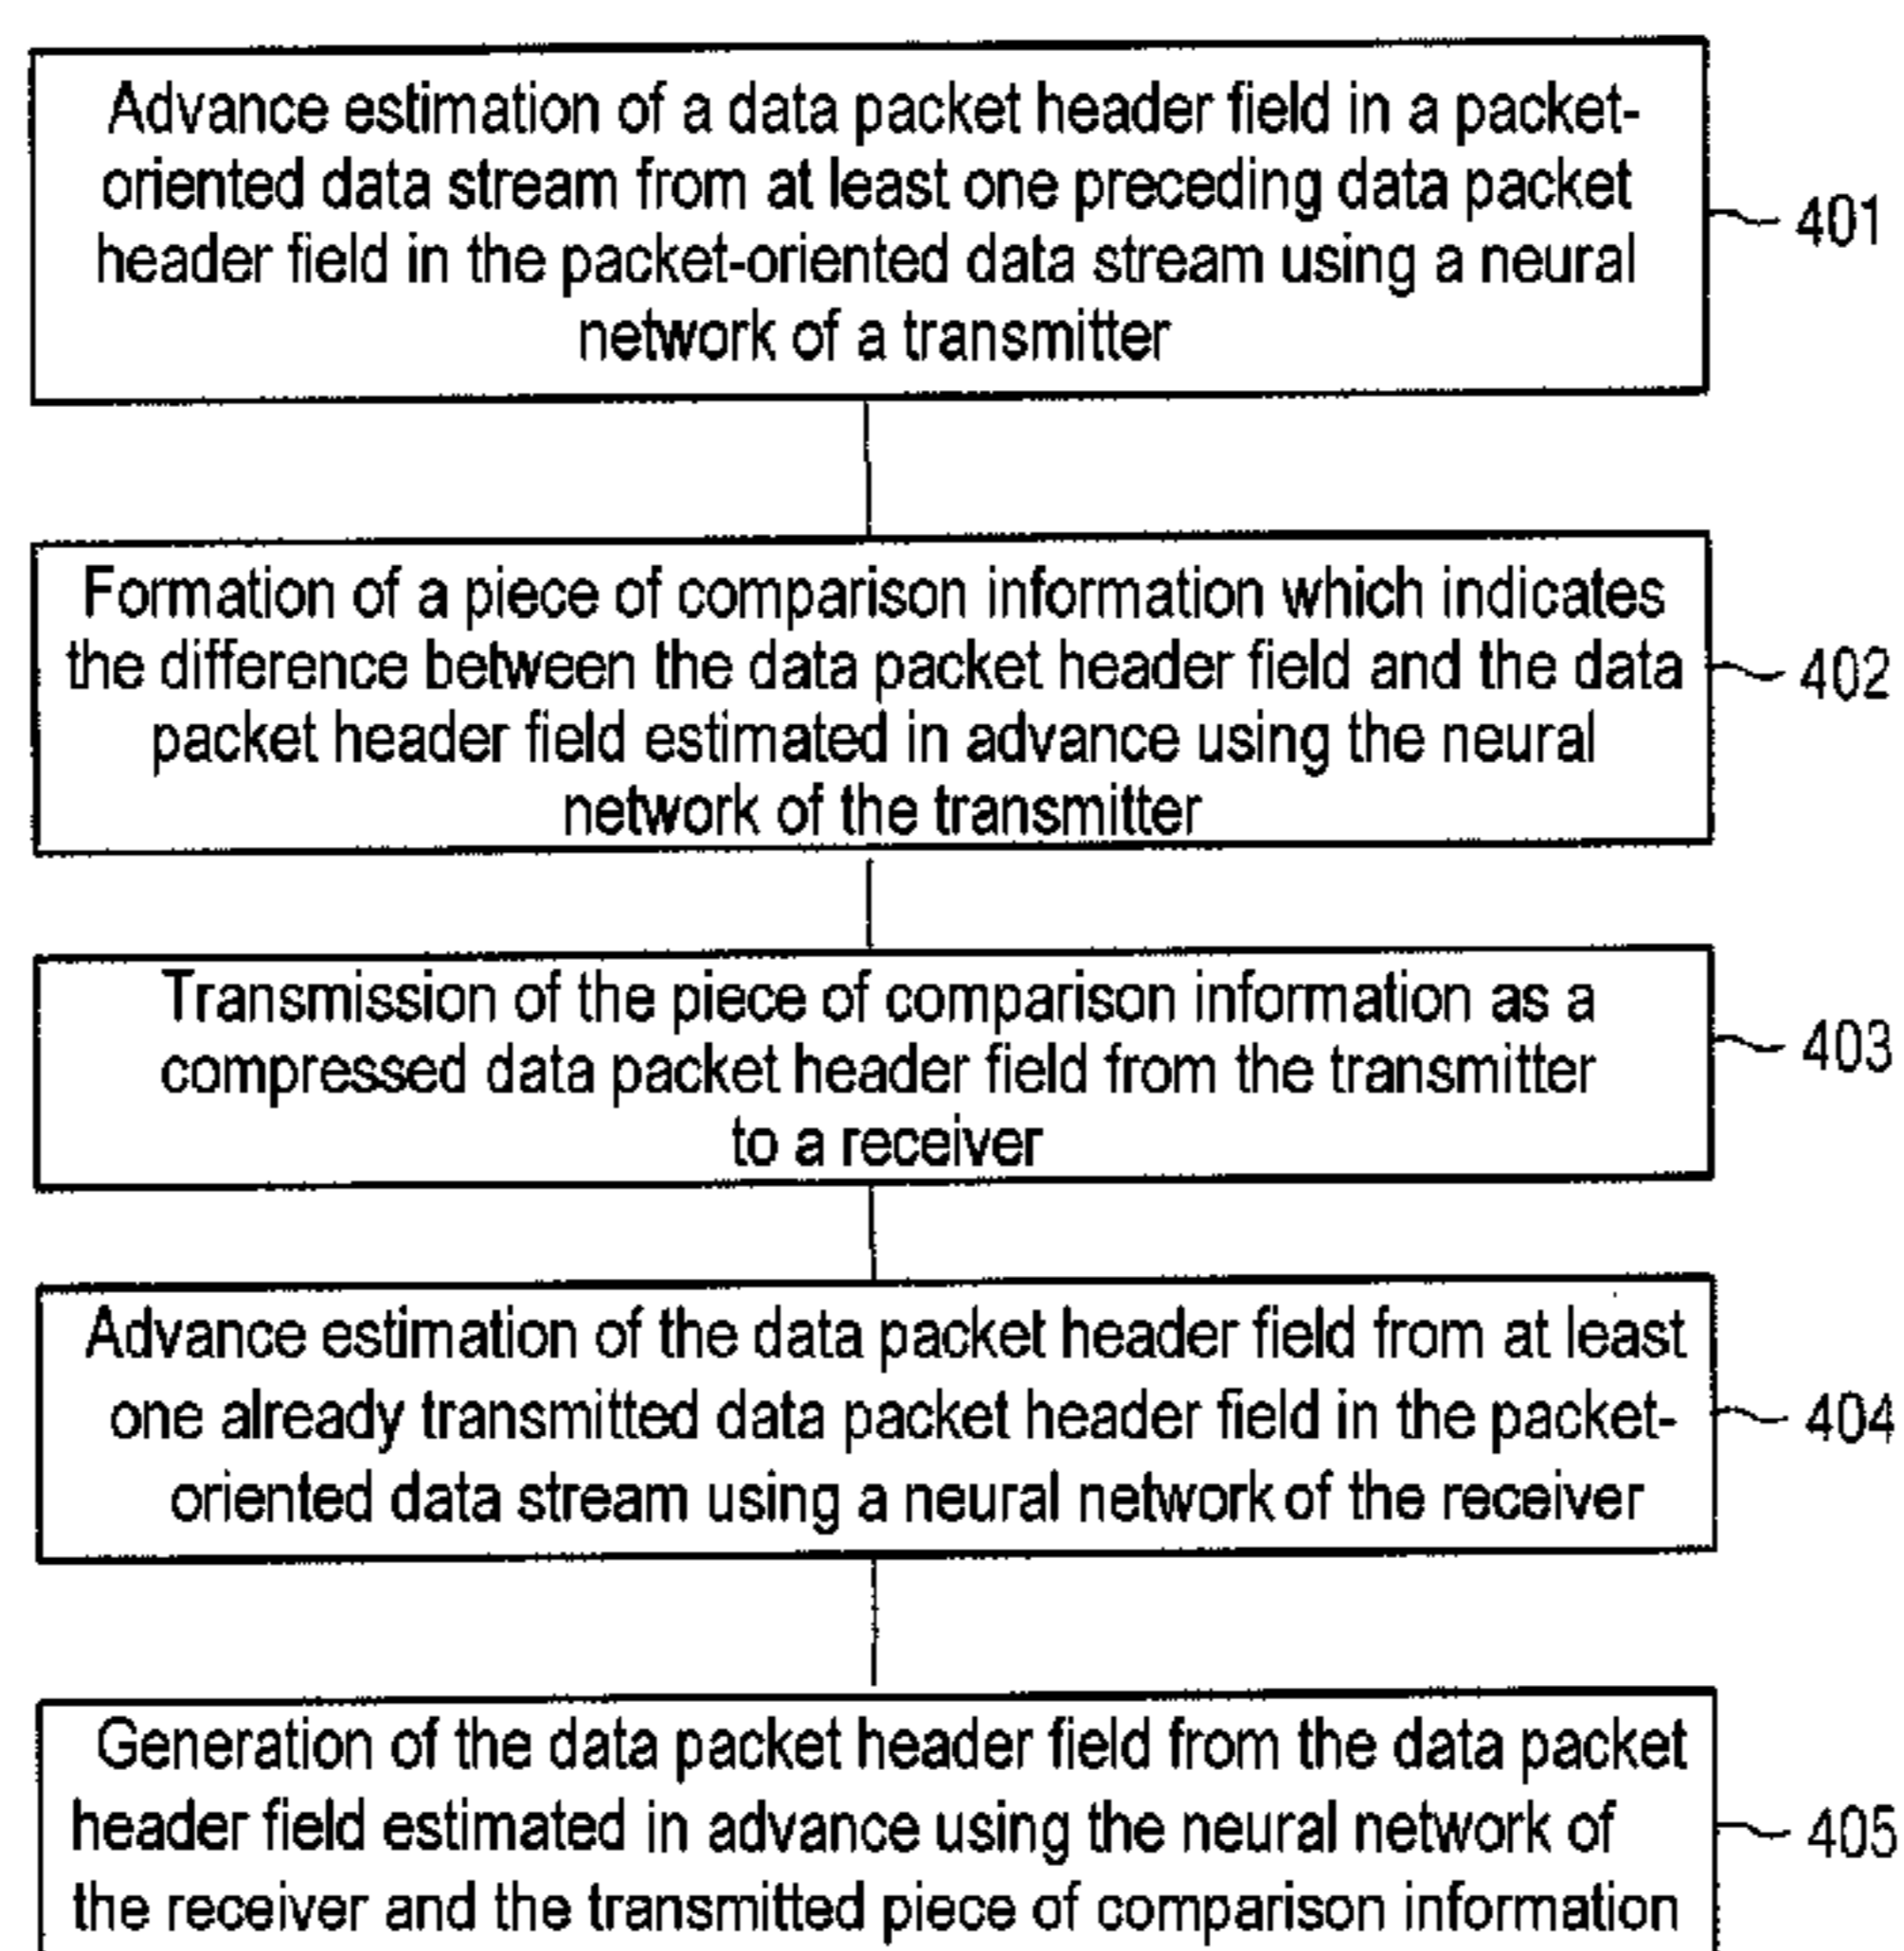 Advance estimation of a data packet header field in a packet-
oriented data stream from at least one preceding data packet
header field in the packet-oriented data stream using a neural
network of a transmitter
401
Formation of a piece of comparison information which indicates
the difference between the data packet header field and the data
packet header field estimated in advance using the neural
network of the transmitter
402
Transmission of the piece of comparison information as a
compressed data packet header field from the transmitter
to a receiver
403
Advance estimation of the data packet header field from at least
one already transmitted data packet header field in the packet-
oriented data stream using a neural network of the receiver
404
Generation of the data packet header field from the data packet
header field estimated in advance using the neural network of
the receiver and the transmitted piece of comparison information
405